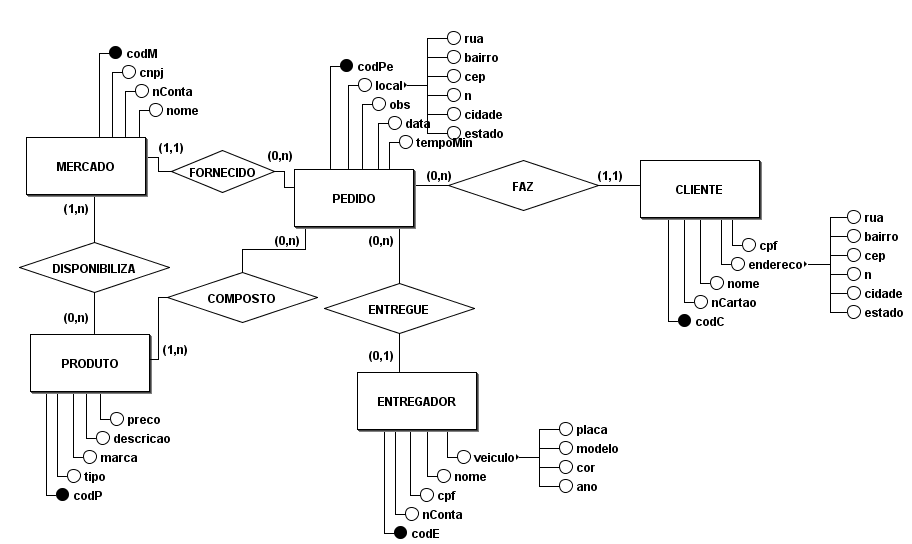 rua
codM
codPe
bairro
cnpj
local
cep
nConta
obs
n
nome
data
cidade
tempoMin
estado
MERCADO
(1,1)
FORNECIDO
(0,n)
PEDIDO
(0,n)
FAZ
(1,1)
CLIENTE
(1,n)
(0,n)
(0,n)
cpf
rua
endereco
bairro
nome
cep
nCartao
n
codC
cidade
estado
DISPONIBILIZA
COMPOSTO
ENTREGUE
(0,n)
(1,n)
(0,1)
PRODUTO
ENTREGADOR
preco
descricao
marca
tipo
codP
veiculo
placa
nome
modelo
cpf
cor
nConta
ano
codE